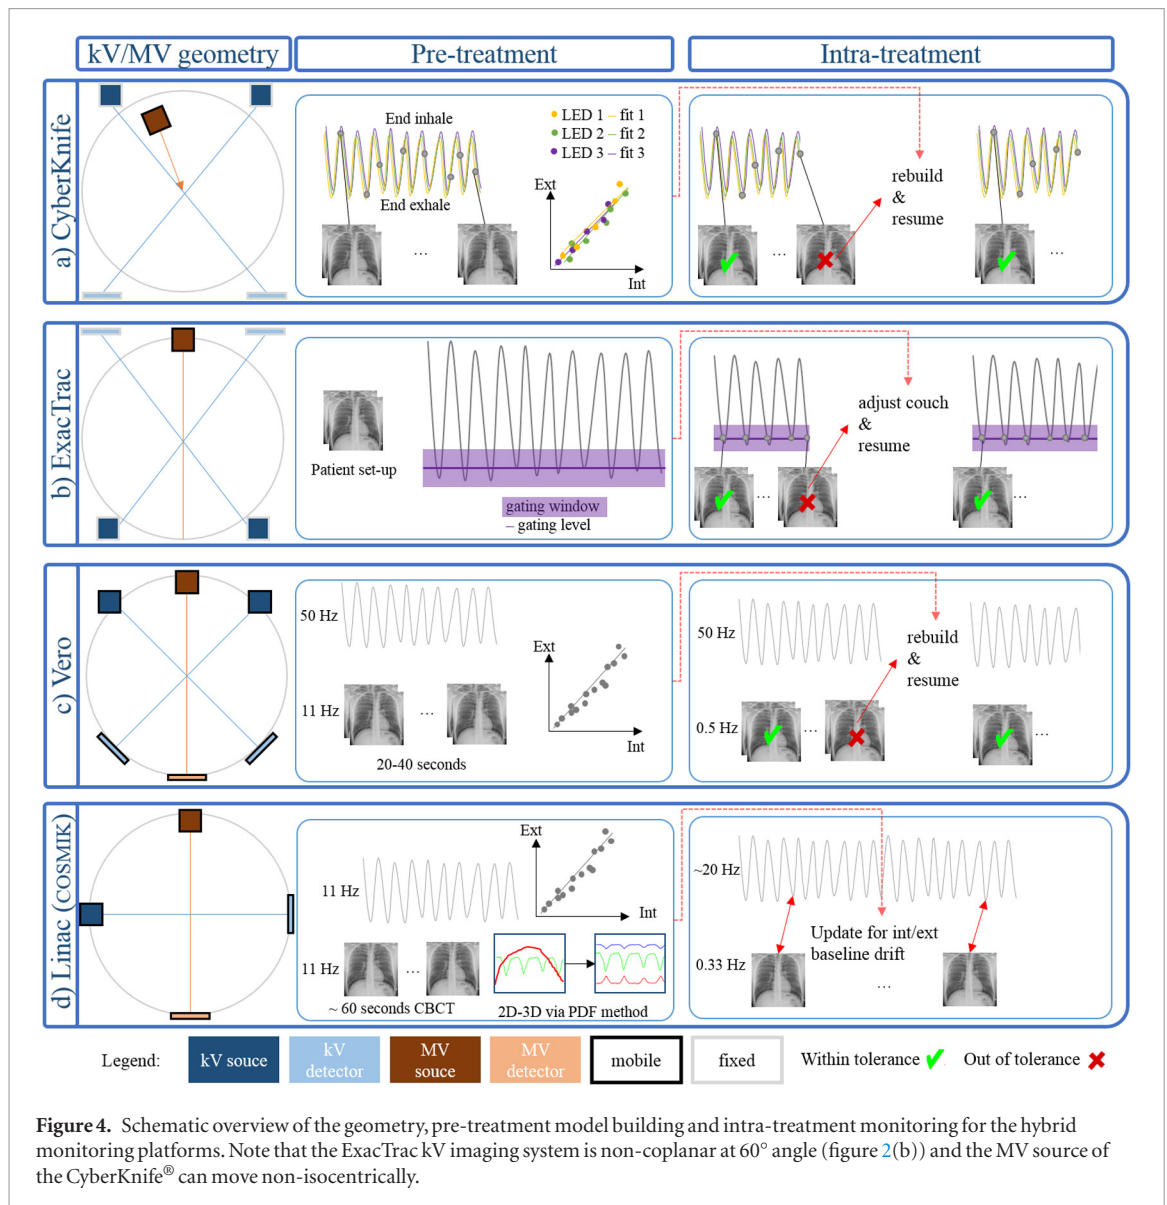 kV/MV geometry
Pre-treatment
Intra-treatment
a) CyberKnife
End inhale
End exhale
LED 1 – fit 1
LED 2 – fit 2
LED 3 – fit 3
Ext
Int
...
...
rebuild
&
resume
...
b) ExacTrac
Patient set-up
gating window
– gating level
...
adjust couch
&
resume
...
c) Vero
50 Hz
11 Hz
...
20-40 seconds
Ext
Int
50 Hz
0.5 Hz
...
rebuild
&
resume
...
d) Linac (COSMIK)
11 Hz
11 Hz
...
~ 60 seconds CBCT
Ext
Int
2D-3D via PDF method
~20 Hz
0.33 Hz
Update for int/ext
baseline drift
...
Legend:
kV souce
kV
detector
MV
souce
MV
detector
mobile
fixed
Within tolerance
Out of tolerance
Figure 4. Schematic overview of the geometry, pre-treatment model building and intra-treatment monitoring for the hybrid
monitoring platforms. Note that the ExacTrac kV imaging system is non-coplanar at 60° angle (figure 2(b)) and the MV source of
the CyberKnife® can move non-isocentrically.